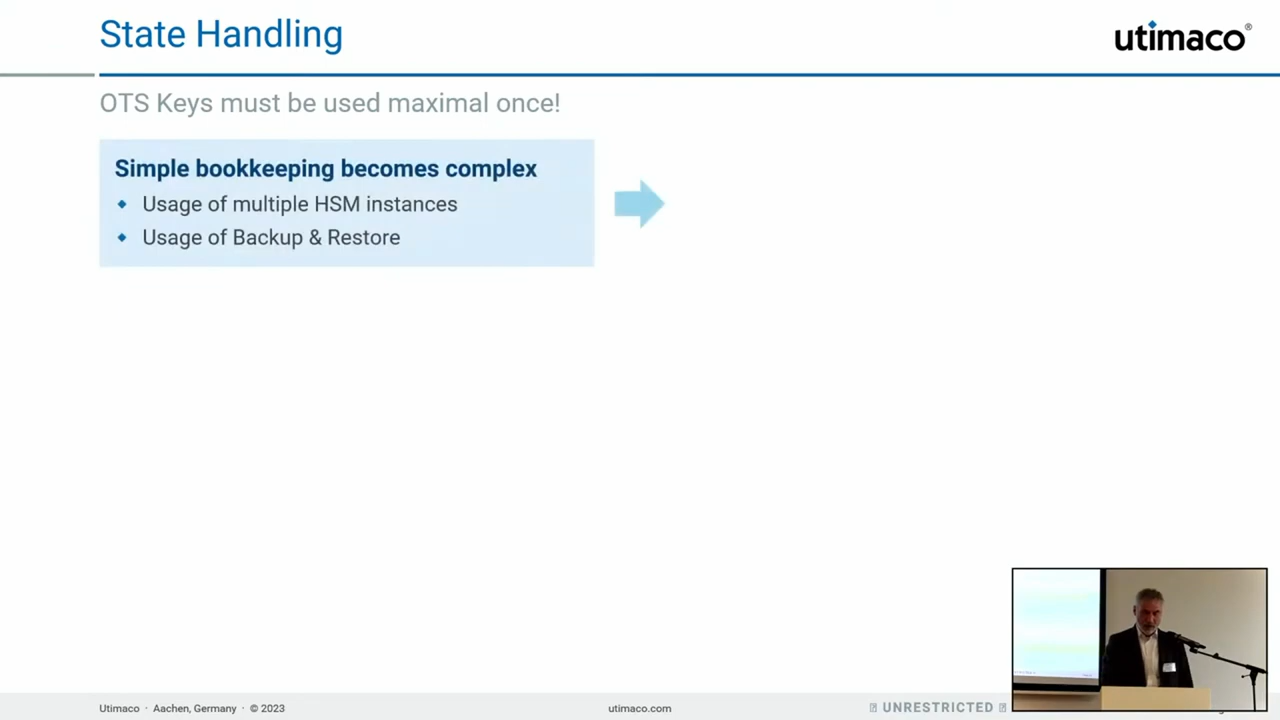 State Handling
utimaco®
OTS Keys must be used maximal once!
Simple bookkeeping becomes complex
Usage of multiple HSM instances
Usage of Backup & Restore
Utimaco · Aachen, Germany · © 2023
utimaco.com
UNRESTRICTED